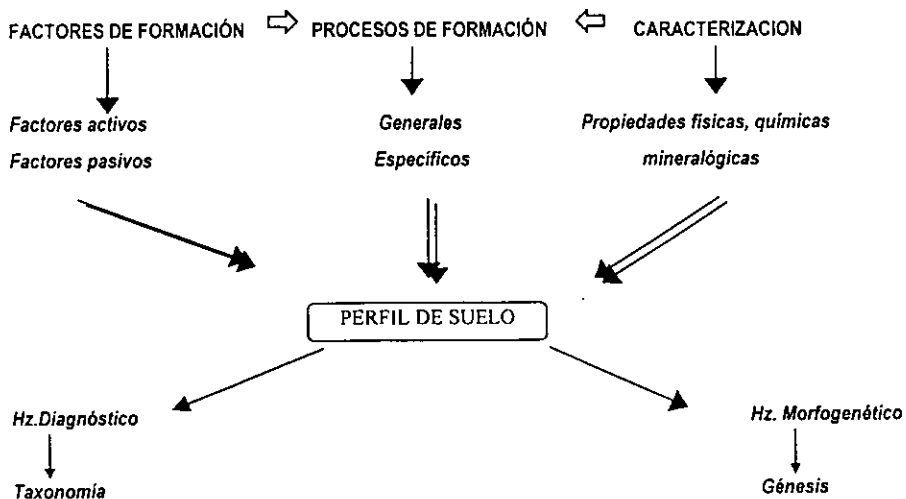 FACTORES DE FORMACIÓN PROCESOS DE FORMACIÓN CARACTERIZACION
Factores activos Generales Propiedades físicas, químicas
Factores pasivos Específicos mineralógicas
PERFIL DE SUELO
Hz.Diagnóstico Hz. Morfogenético
Taxonomía Génesis